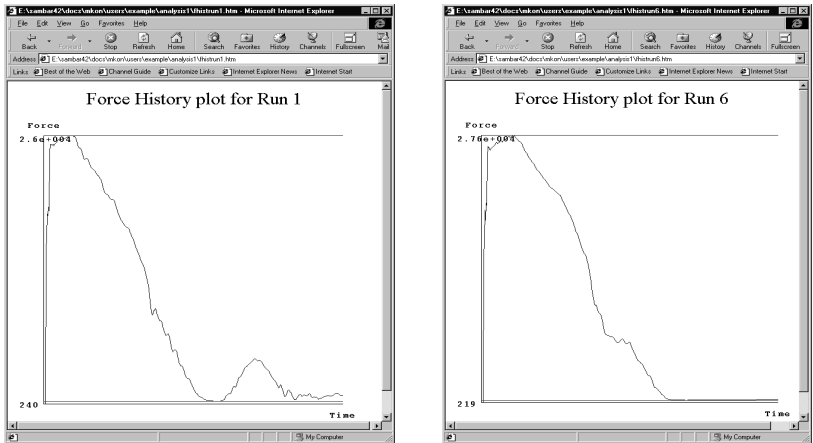 E:\sambar42\docs\mkon\users\example\analysis1\fhistrun1.htm - Microsoft Internet Explorer
File Edit View Go Favorites Help
Back Forward Stop Refresh Home Search Favorites History Channels Fullscreen Mail
Address E:\sambar42\docs\mkon\users\example\analysis1\fhistrun1.htm
Links Best of the Web Channel Guide Customize Links Internet Explorer News Internet Start
Force History plot for Run 1
Force
2.6e+004
240
Time
My Computer
E:\sambar42\docs\mkon\users\example\analysis1\fhistrun6.htm - Microsoft Internet Explorer
File Edit View Go Favorites Help
Back Forward Stop Refresh Home Search Favorites History Channels Fullscreen
Address E:\sambar42\docs\mkon\users\example\analysis1\fhistrun6.htm
Links Best of the Web Channel Guide Customize Links Internet Explorer News Internet Start
Force History plot for Run 6
Force
2.76e+004
219
Time
My Computer